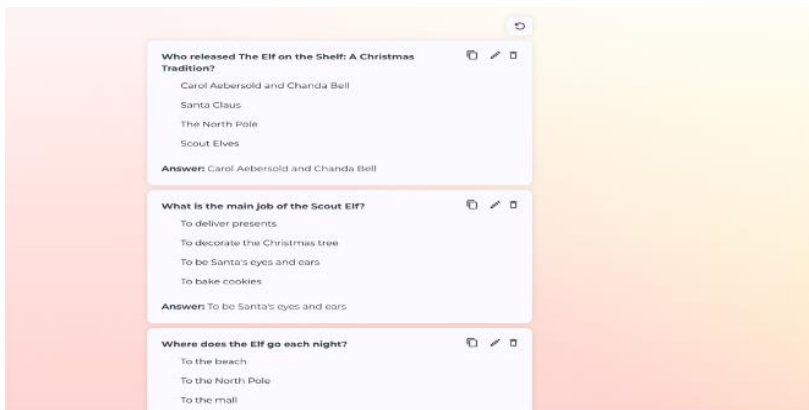 Who released The Elf on the Shelf: A Christmas
Tradition?
Carol Aebersold and Chanda Bell
Santa Claus
The North Pole
Scout Elves
Answer: Carol Aebersold and Chanda Bell
What is the main job of the Scout Elf?
To deliver presents
To decorate the Christmas tree
To be Santa's eyes and ears
To bake cookies
Answer: To be Santa's eyes and ears
Where does the Elf go each night?
To the beach
To the North Pole
To the mall